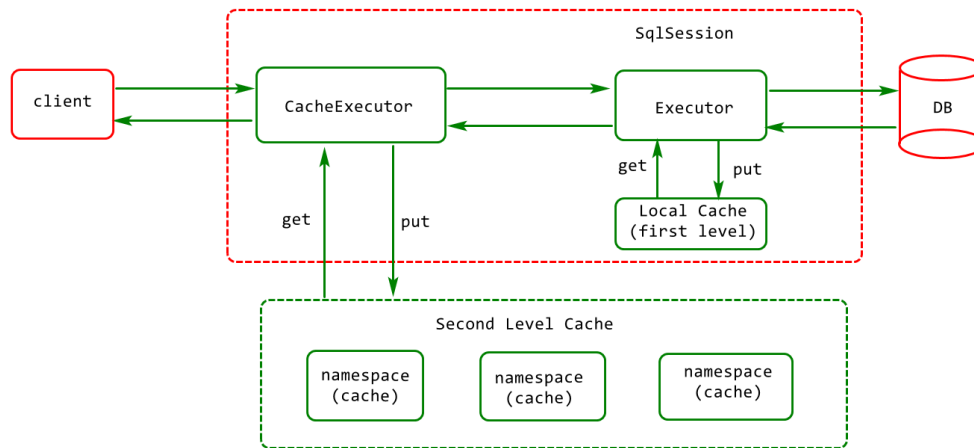 SqlSession
client
CacheExecutor
Executor
DB
get
put
Local Cache
(first level)
get
put
Second Level Cache
namespace
(cache)
namespace
(cache)
namespace
(cache)